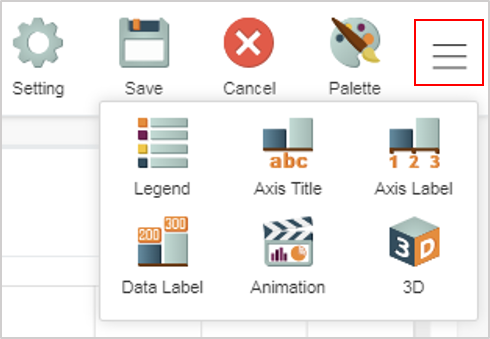 Setting Save Cancel Palette
abc 1 2 3
Legend Axis Title Axis Label
200 300
3D
Data Label Animation 3D